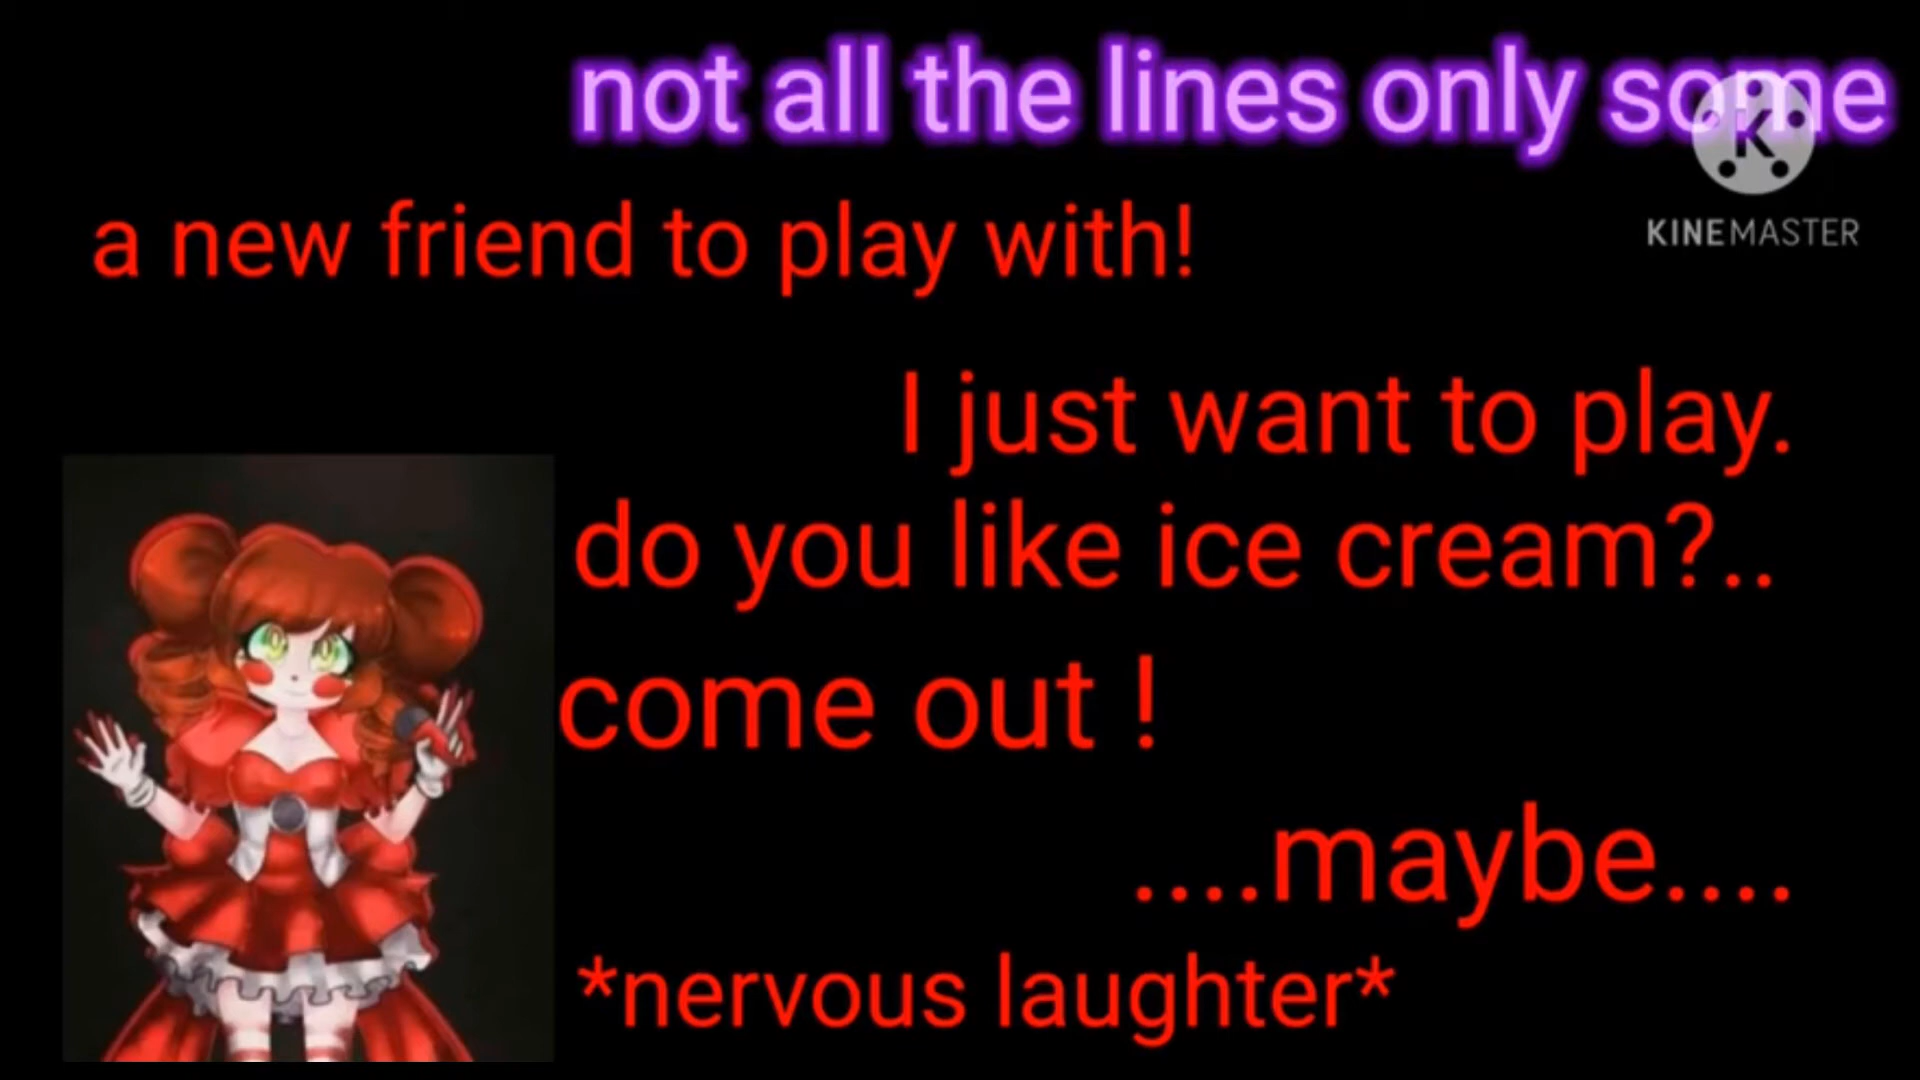 not all the lines only some
K
KINEMASTER
a new friend to play with!
I just want to play.
do you like ice cream?..
come out !
....maybe....
*nervous laughter*